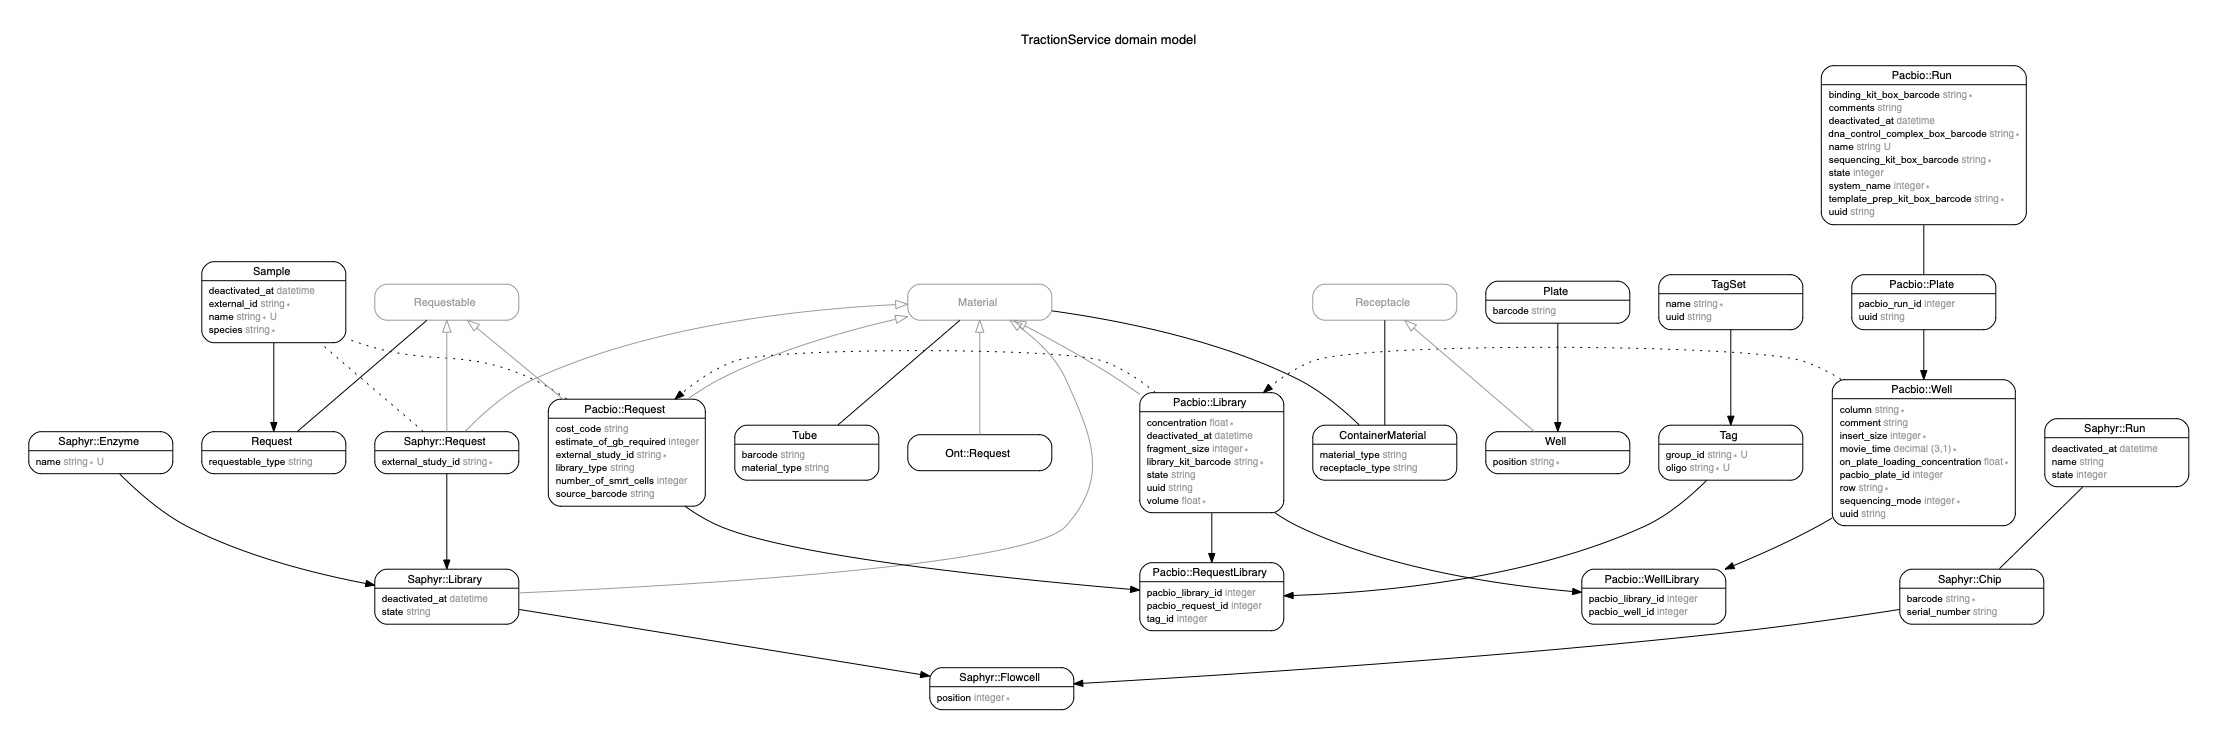 TractionService domain model
Pacbio::Run
binding_kit_box_barcode string *
comments string
deactivated_at datetime
dna_control_complex_box_barcode string *
name string U
sequencing_kit_box_barcode string *
state integer
system_name integer *
template_prep_kit_box_barcode string *
uuid string
Sample
deactivated_at datetime
external_id string *
name string * U
species string *
Requestable
Material
Receptacle
Plate
barcode string
TagSet
name string *
uuid string
Pacbio::Plate
pacbio_run_id integer
uuid string
Saphyr::Enzyme
name string * U
Request
requestable_type string
Saphyr::Request
external_study_id string *
Pacbio::Request
cost_code string
estimate_of_gb_required integer
external_study_id string *
library_type string
number_of_smrt_cells integer
source_barcode string
Tube
barcode string
material_type string
Ont::Request
Pacbio::Library
concentration float *
deactivated_at datetime
fragment_size integer *
library_kit_barcode string *
state string
uuid string
volume float *
ContainerMaterial
material_type string
receptacle_type string
Well
position string *
Tag
group_id string * U
oligo string * U
Pacbio::Well
column string *
comment string
insert_size integer *
movie_time decimal (3,1) *
on_plate_loading_concentration float *
pacbio_plate_id integer
row string *
sequencing_mode integer *
uuid string
Saphyr::Run
deactivated_at datetime
name string
state integer
Saphyr::Library
deactivated_at datetime
state string
Pacbio::RequestLibrary
pacbio_library_id integer
pacbio_request_id integer
tag_id integer
Pacbio::WellLibrary
pacbio_library_id integer
pacbio_well_id integer
Saphyr::Chip
barcode string *
serial_number string
Saphyr::Flowcell
position integer *